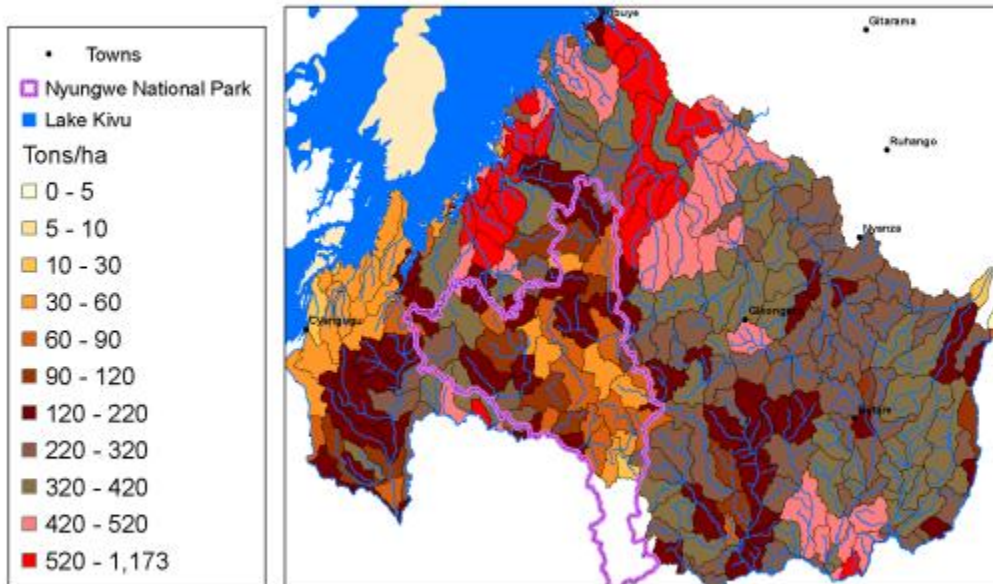 Towns
Nyungwe National Park
Lake Kivu
Tons/ha
0 - 5
5 - 10
10 - 30
30 - 60
60 - 90
90 - 120
120 - 220
220 - 320
320 - 420
420 - 520
520 - 1,173
Gitarama
Ruhango
Nyanza
Cyangugu